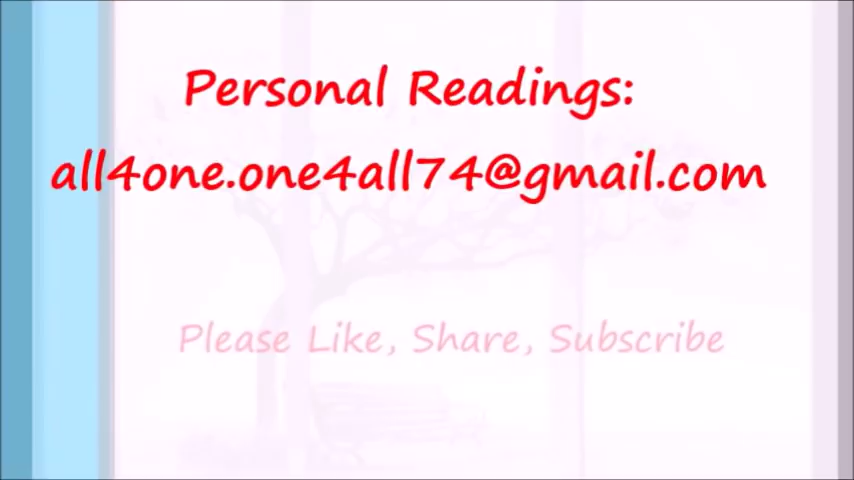 Personal Readings:
all4one.one4all74@gmail.com
Please Like, Share, Subscribe